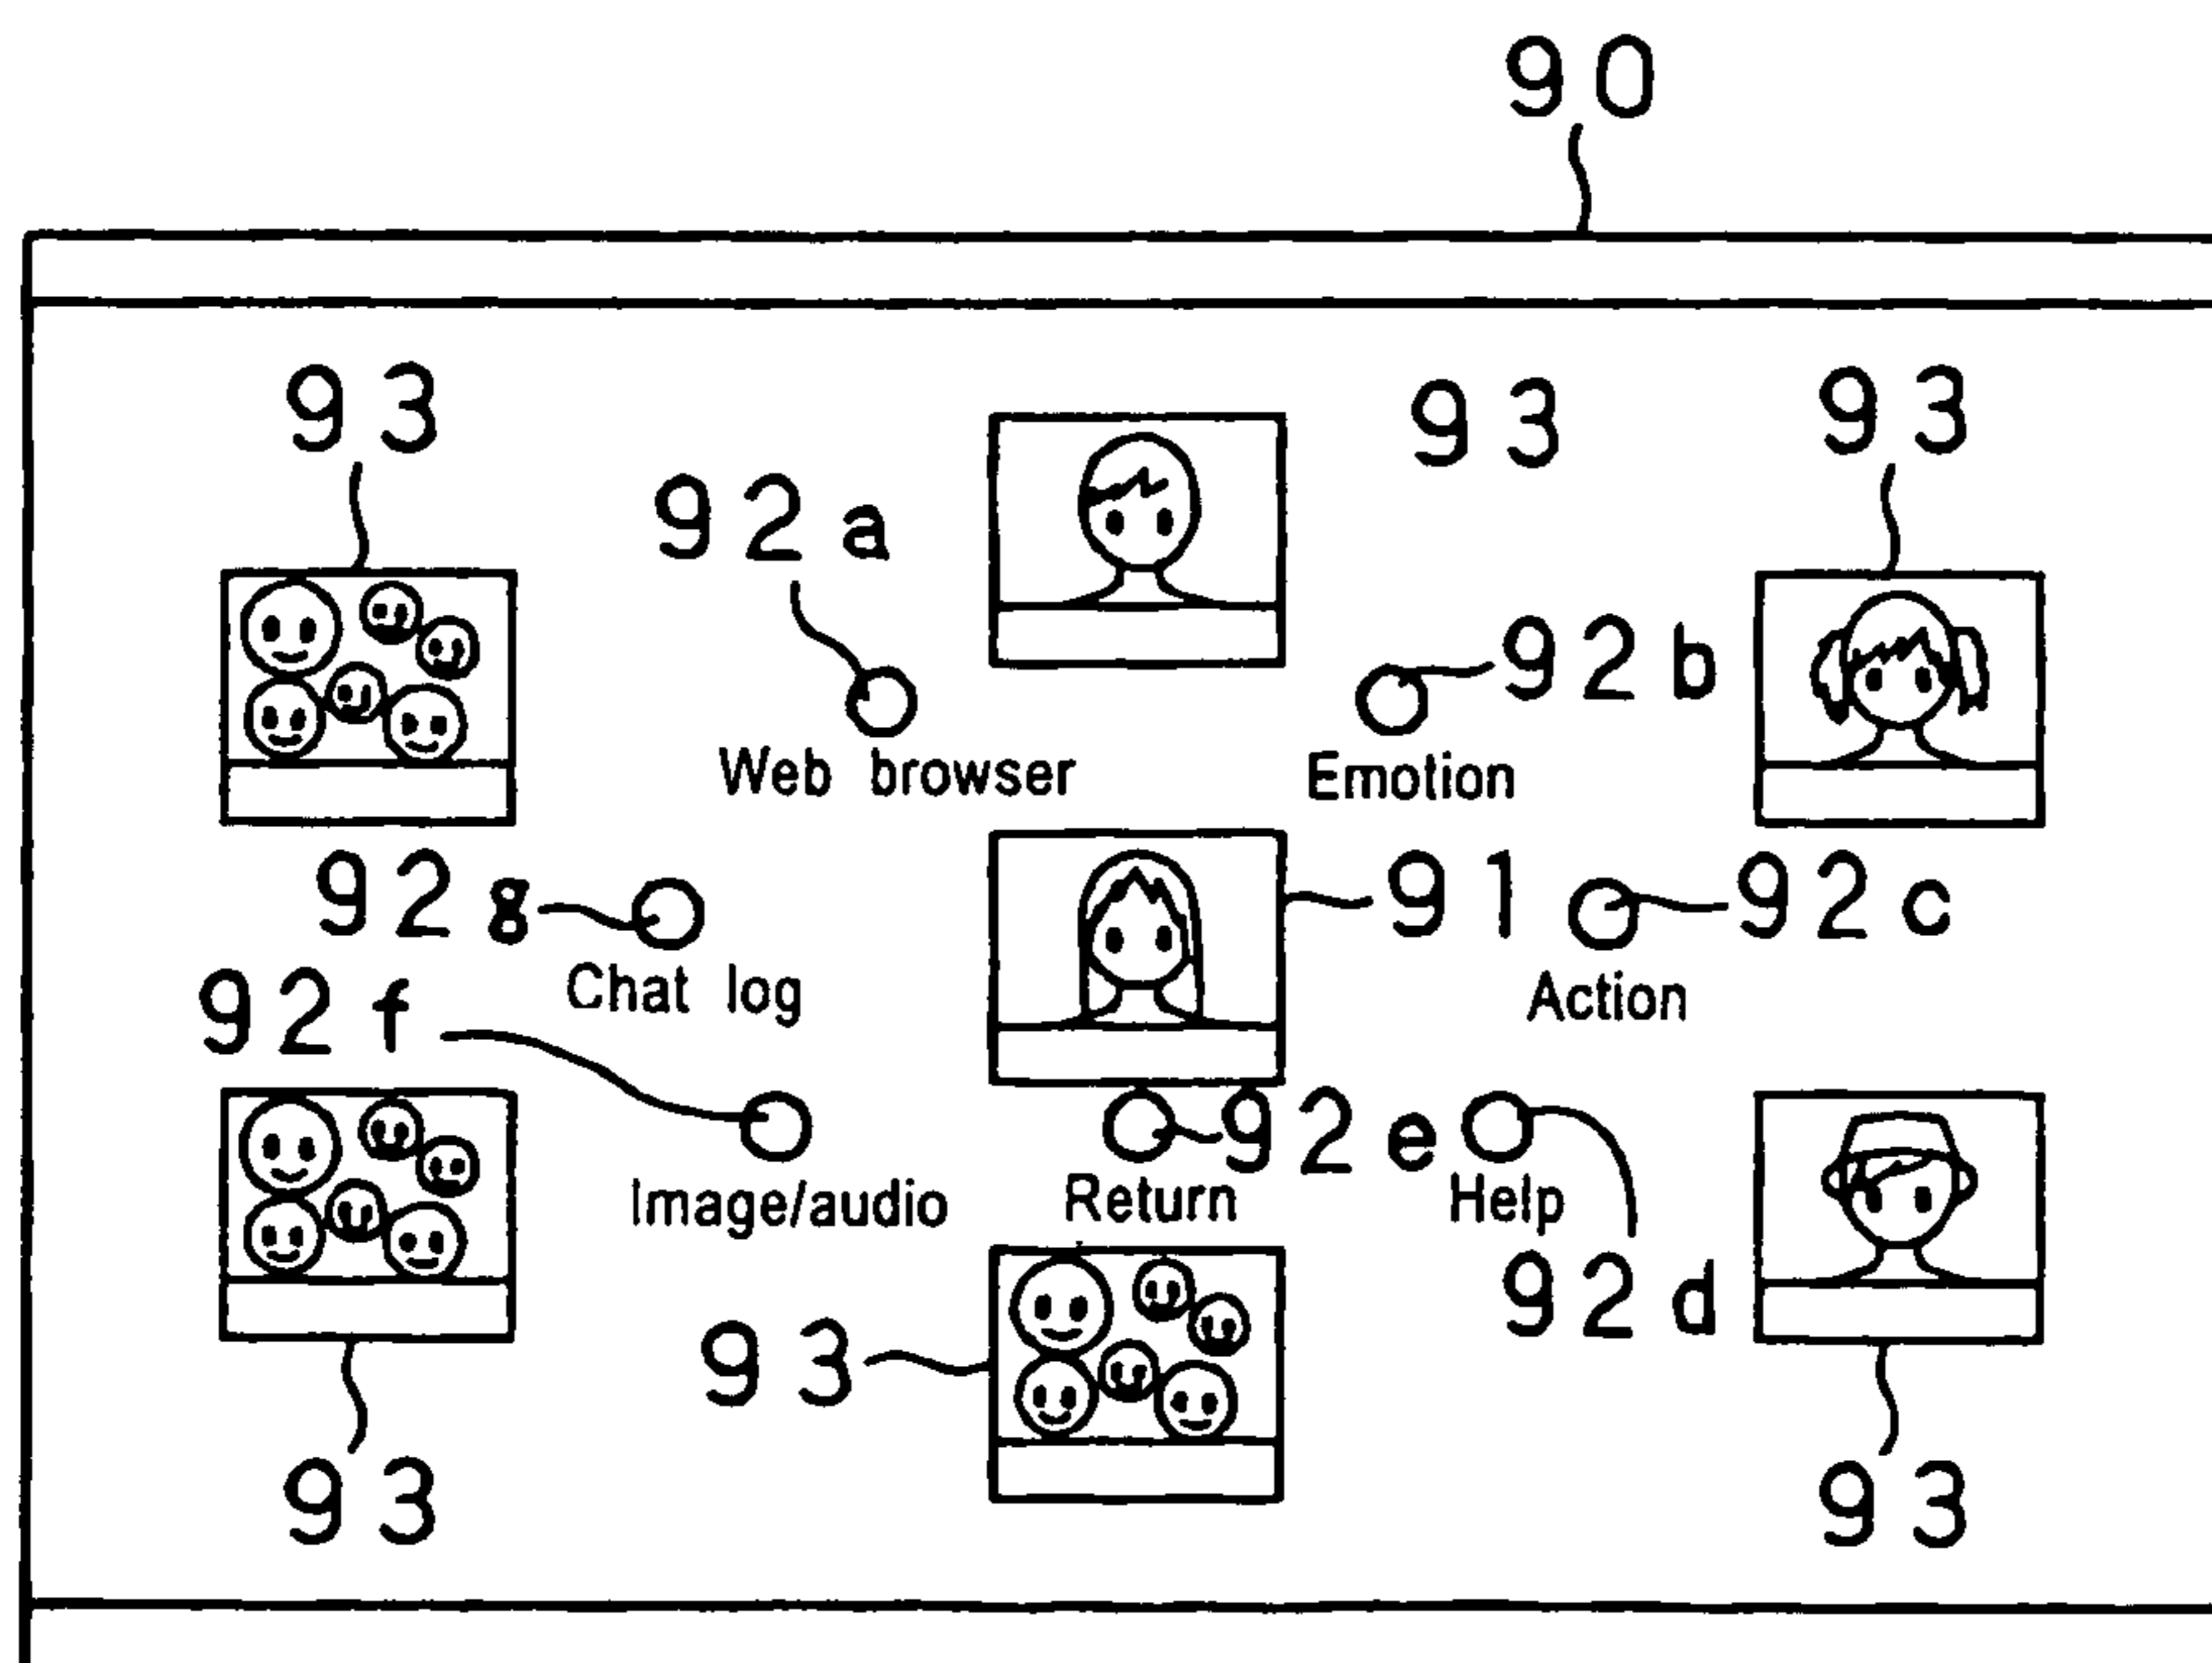 90
93
93
93
92a
92b
Web browser
Emotion
92g
91
92c
Chat log
Action
92f
92e
Image/audio
Return
Help
92d
93
93
93